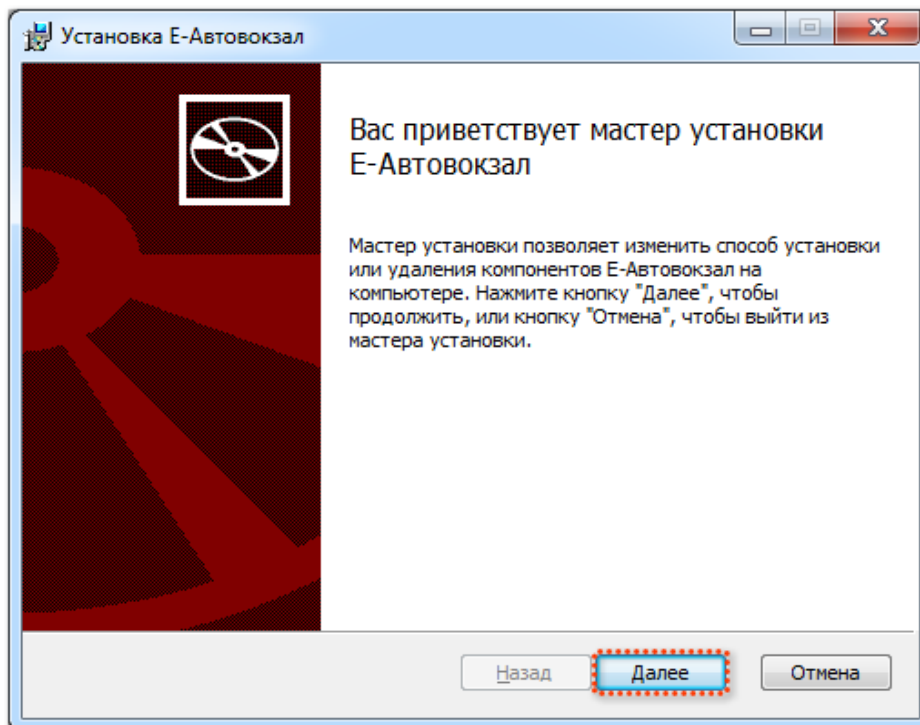 Установка Е-Автовокзал
Вас приветствует мастер установки
Е-Автовокзал
Мастер установки позволяет изменить способ установки
или удаления компонентов Е-Автовокзал на
компьютере. Нажмите кнопку "Далее", чтобы
продолжить, или кнопку "Отмена", чтобы выйти из
мастера установки.
Назад Далее Отмена